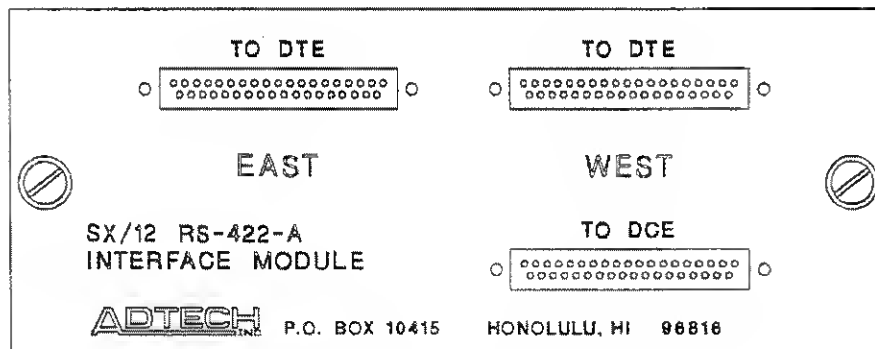 TO DTE
TO DTE
EAST
WEST
SX/12 RS-422-A
INTERFACE MODULE
TO DCE
ADTECH INC P.O. BOX 10415 HONOLULU, HI 96816